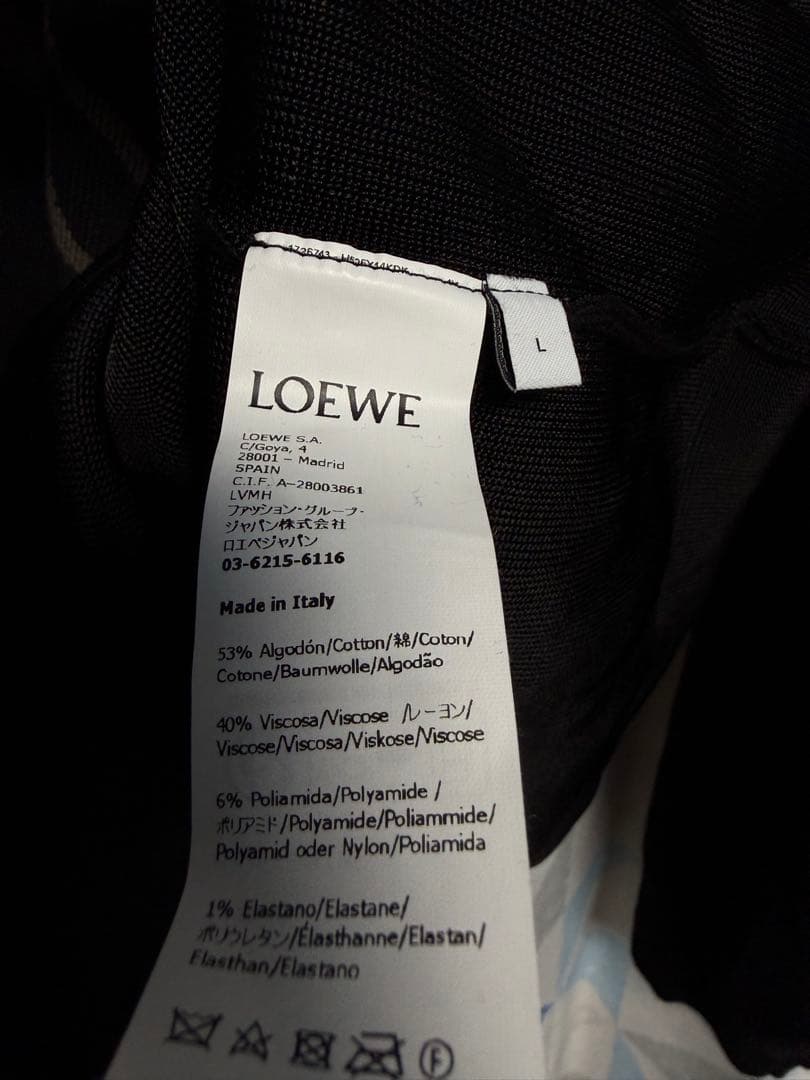 L
LOEWE
LOEWE S.A.
C/Goya, 4
28001 - Madrid
SPAIN
C.I.F. A-28003861
LVMH
ファッション・グループ・
ジャパン株式会社
ロエベジャパン
03-6215-6116
Made in Italy
53% Algodón/Cotton/綿/Coton/
Cotone/Baumwolle/Algodão
40% Viscosa/Viscose レーヨン/
Viscose/Viscosa/Viskose/Viscose
6% Poliamida/Polyamide /
ポリアミド/Polyamide/Poliammide/
Polyamid oder Nylon/Poliamida
1% Elastano/Elastane/
ポリウレタン/Élasthanne/Elastan/
Elasthan/Elastano
F